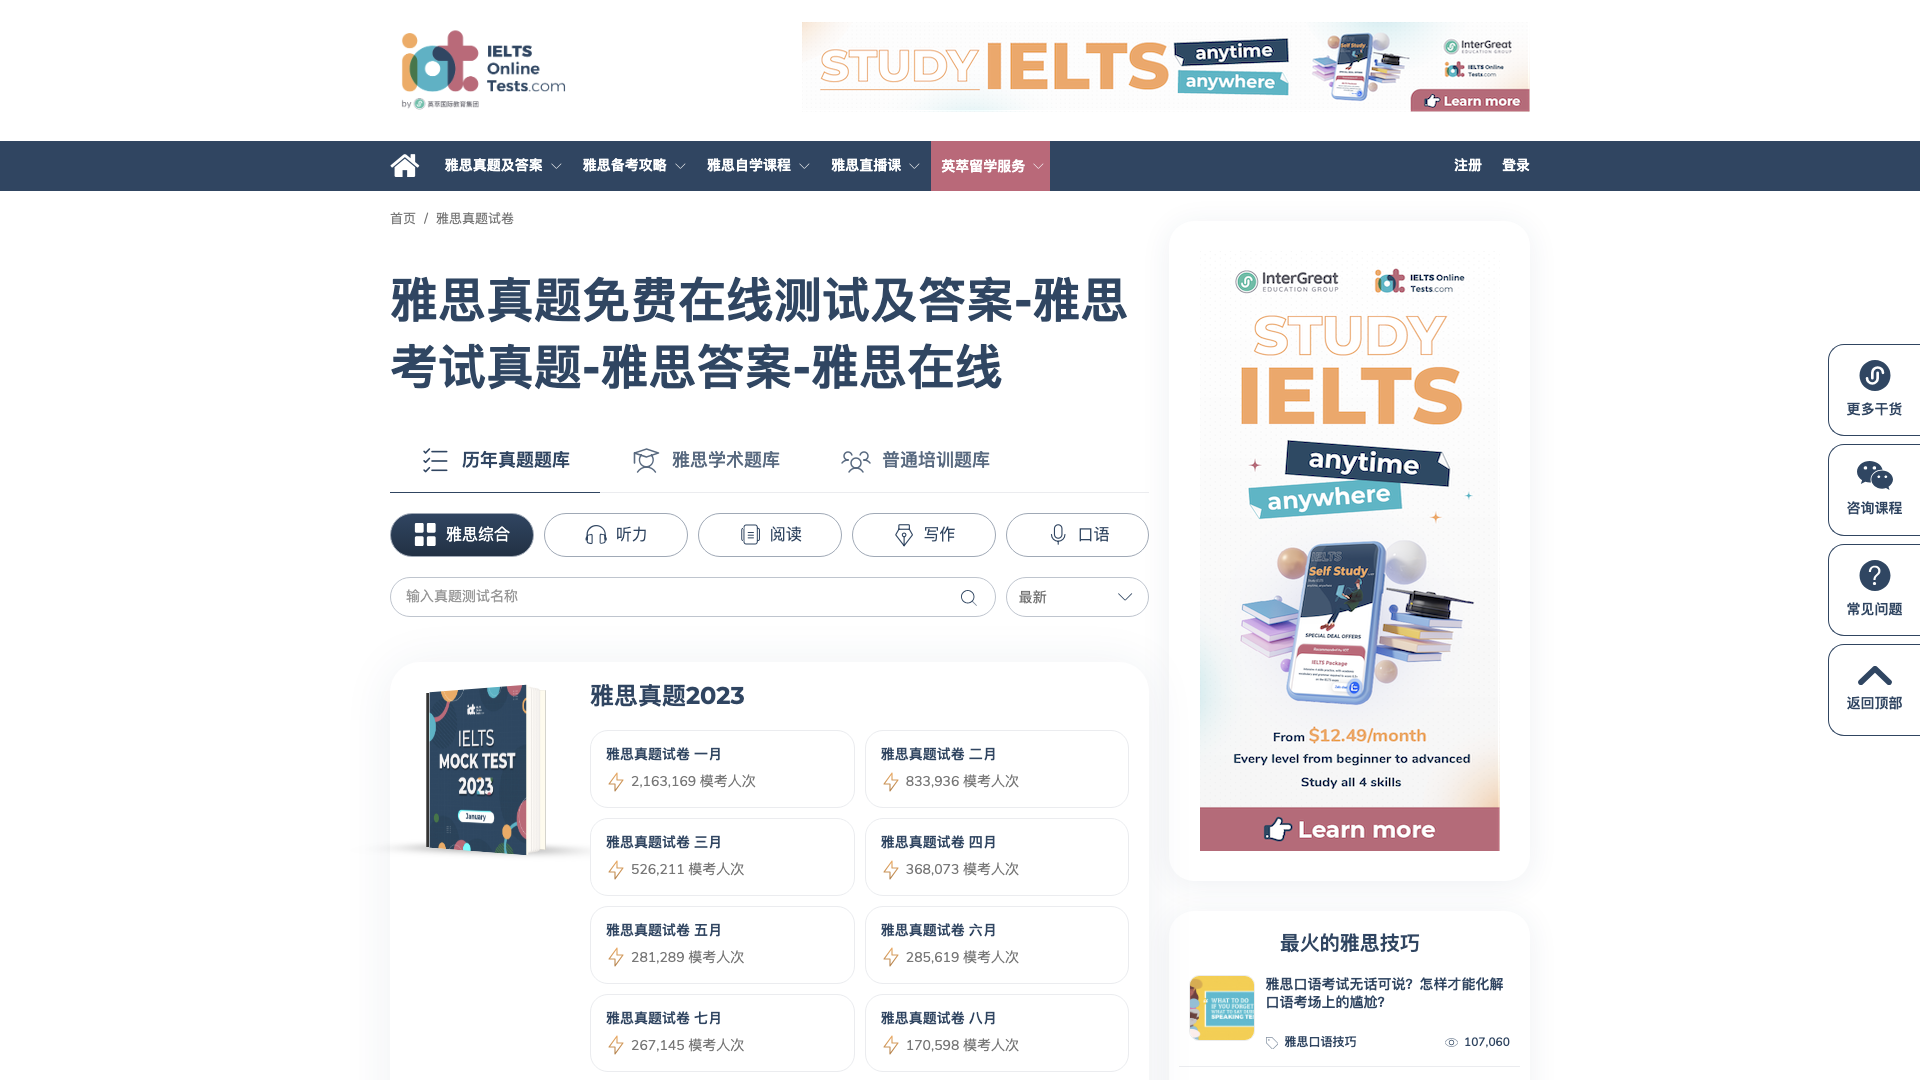 IELTS
Online
Tests.com
by 英萃国际教育集团
STUDY IELTS anytime anywhere
InterGreat
EDUCATION GROUP
IELTS Online
Tests.com
Learn more
雅思真题及答案
雅思备考攻略
雅思自学课程
雅思直播课
英萃留学服务
注册
登录
首页 / 雅思真题试卷
雅思真题免费在线测试及答案-雅思
考试真题-雅思答案-雅思在线
历年真题题库
雅思学术题库
普通培训题库
雅思综合
听力
阅读
写作
口语
输入真题测试名称
最新
iot
IELTS
MOCK TEST
2023
January
雅思真题2023
雅思真题试卷 一月
2,163,169 模考人次
雅思真题试卷 二月
833,936 模考人次
雅思真题试卷 三月
526,211 模考人次
雅思真题试卷 四月
368,073 模考人次
雅思真题试卷 五月
281,289 模考人次
雅思真题试卷 六月
285,619 模考人次
雅思真题试卷 七月
267,145 模考人次
雅思真题试卷 八月
170,598 模考人次
InterGreat
EDUCATION GROUP
IELTS Online
Tests.com
STUDY
IELTS
anytime
anywhere
IELTS
Self Study
SPECIAL DEAL OFFERS
IELTS Package
From $12.49/month
Every level from beginner to advanced
Study all 4 skills
Learn more
最火的雅思技巧
WHAT TO DO
IF YOU FORGET
SPEAKING TE
雅思口语考试无话可说？怎样才能化解
口语考场上的尴尬？
雅思口语技巧
107,060
更多干货
咨询课程
常见问题
返回顶部